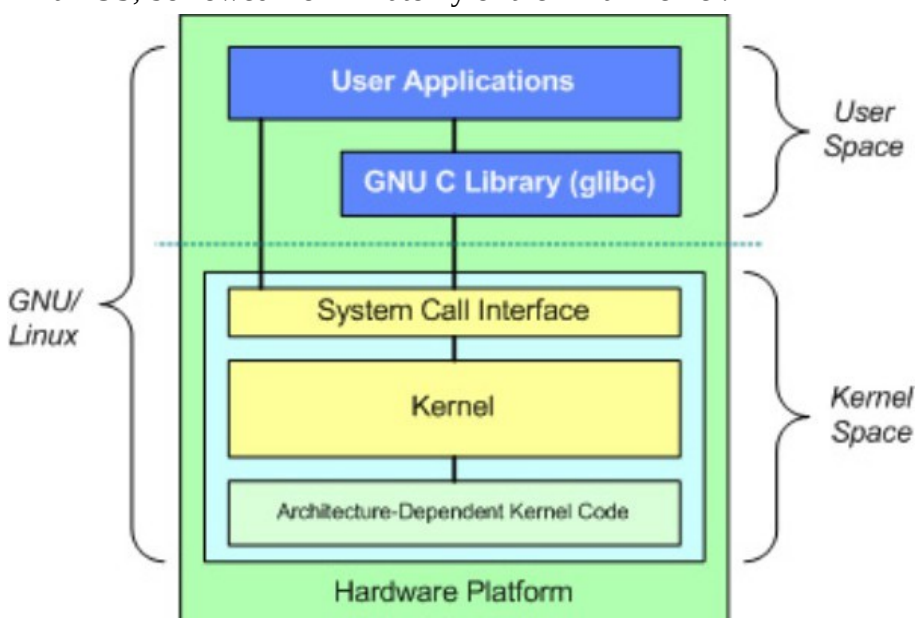 User Applications
GNU C Library (glibc)
User
Space
GNU/
Linux
System Call Interface
Kernel
Kernel
Space
Architecture-Dependent Kernel Code
Hardware Platform